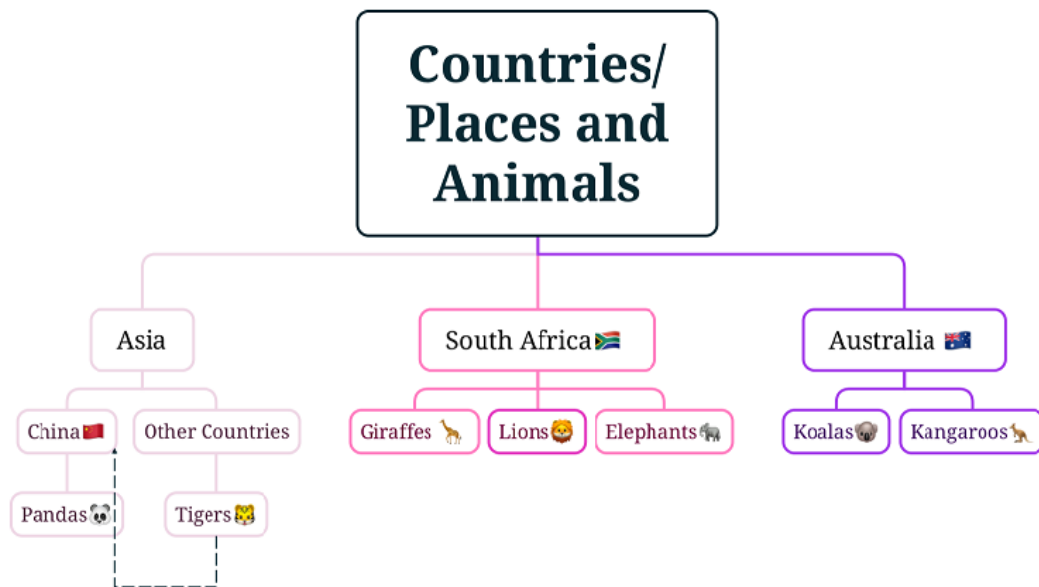 Countries/
Places and
Animals
Asia
South Africa🇿🇦
Australia 🇦🇺
China🇨🇳
Other Countries
Giraffes 🦒
Lions🦁
Elephants🐘
Koalas🐨
Kangaroos🦘
Pandas🐼
Tigers🐯